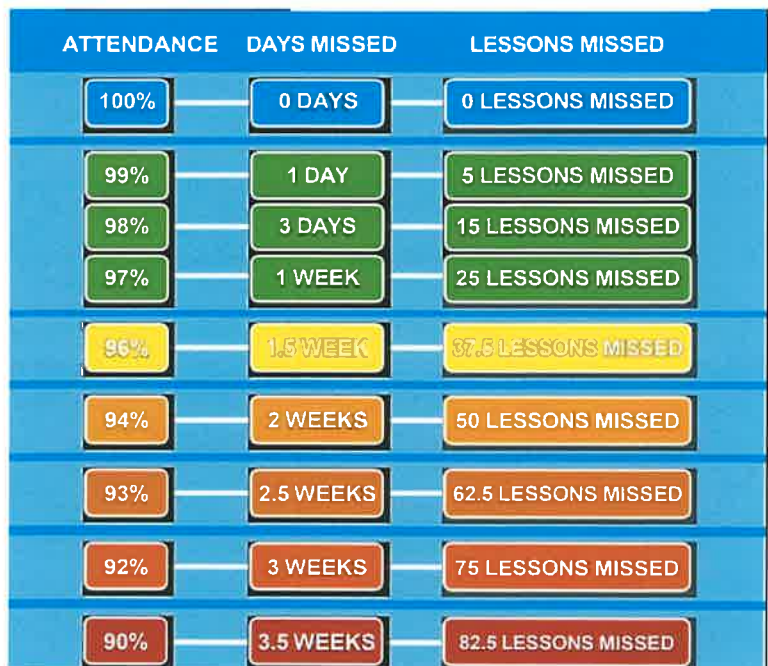 ATTENDANCE DAYS MISSED LESSONS MISSED
100% 0 DAYS 0 LESSONS MISSED
99% 1 DAY 5 LESSONS MISSED
98% 3 DAYS 15 LESSONS MISSED
97% 1 WEEK 25 LESSONS MISSED
96% 1.5 WEEK 37.5 LESSONS MISSED
94% 2 WEEKS 50 LESSONS MISSED
93% 2.5 WEEKS 62.5 LESSONS MISSED
92% 3 WEEKS 75 LESSONS MISSED
90% 3.5 WEEKS 82.5 LESSONS MISSED